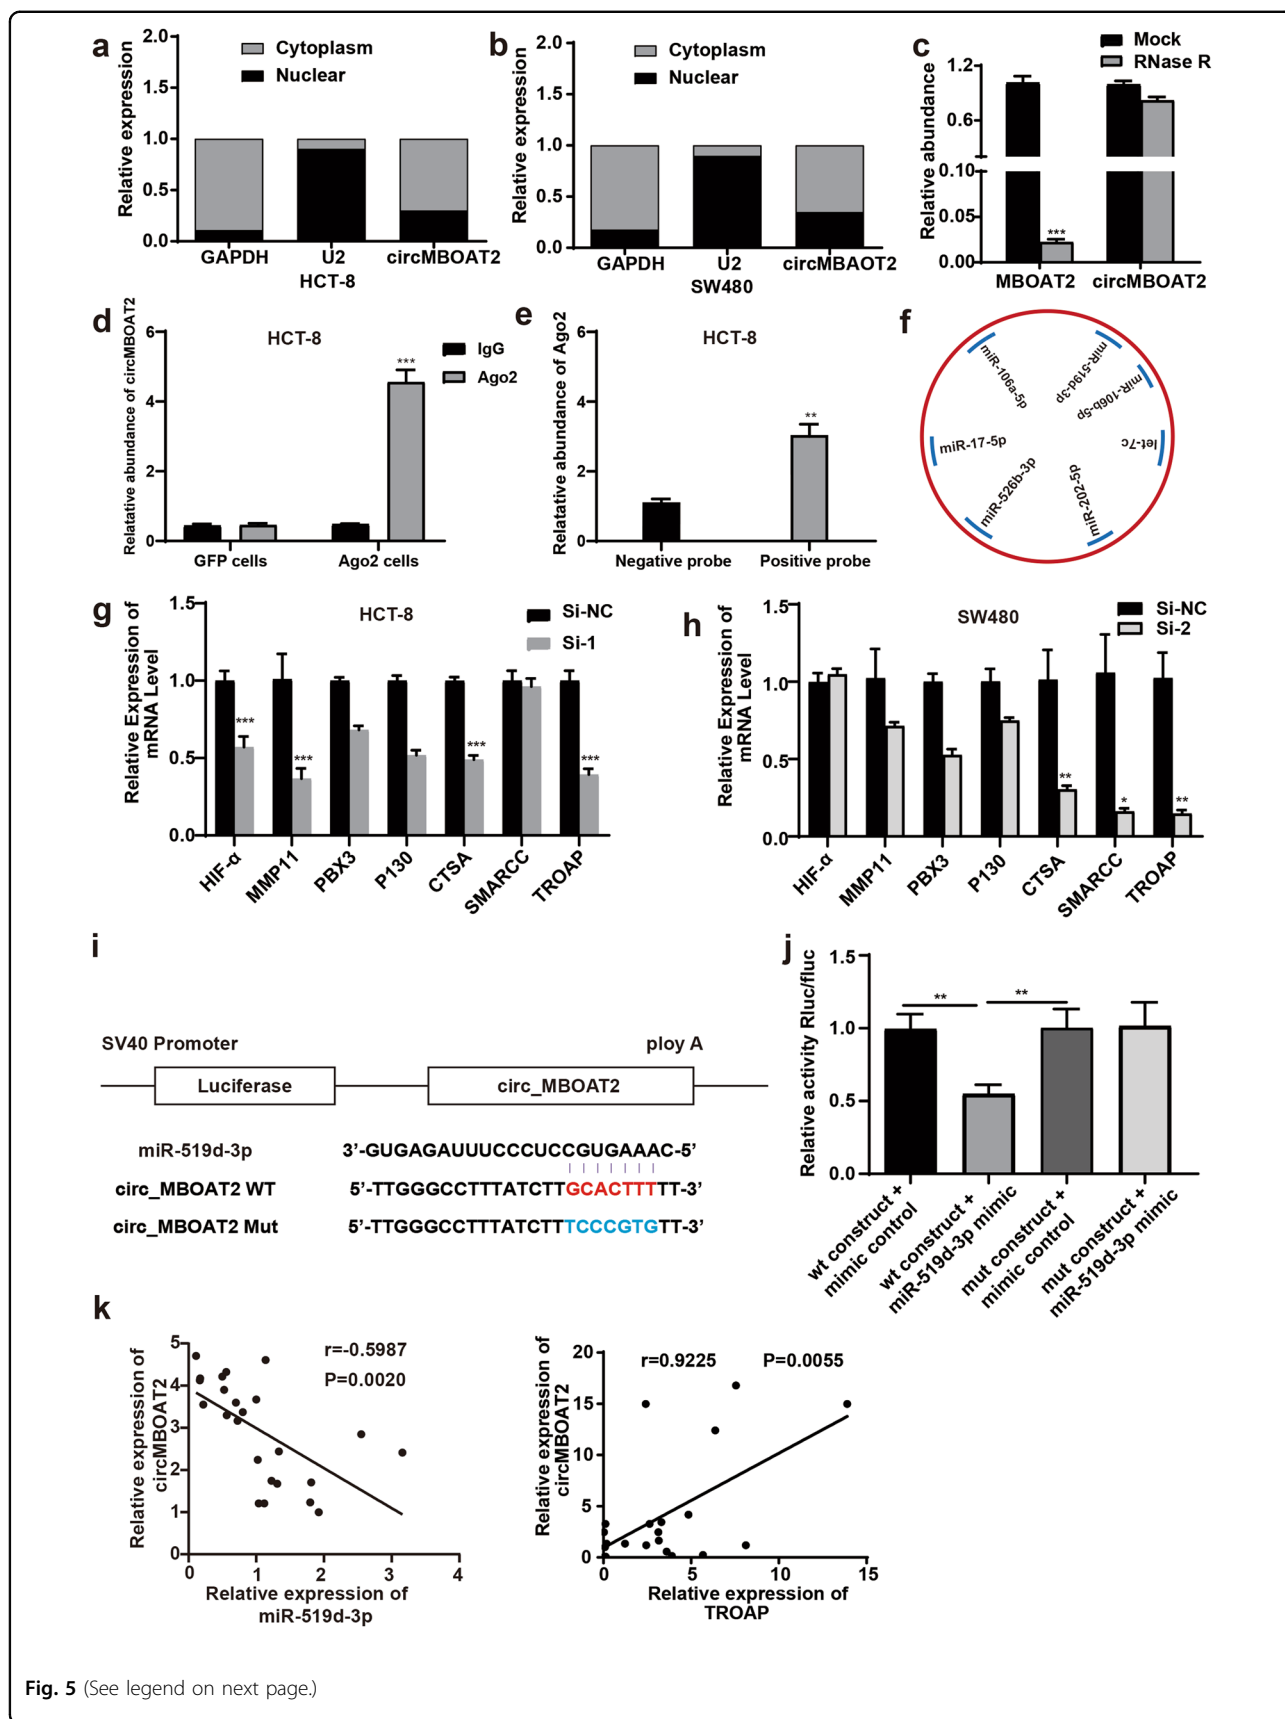 a
Relative expression
2.0
1.5
1.0
0.5
0.0
Cytoplasm
Nuclear
GAPDH
U2
circMBOAT2
HCT-8
b
Relative expression
2.0
1.5
1.0
0.5
0.0
Cytoplasm
Nuclear
GAPDH
U2
circMBAOT2
SW480
c
Relative abundance
Mock
RNase R
1.2
0.6
0.10
0.05
0.00
***
MBOAT2
circMBOAT2
d
Relatative abundance of circMBOAT2
HCT-8
6
4
2
0
IgG
Ago2
***
GFP cells
Ago2 cells
e
Relatative abundance of Ago2
HCT-8
6
4
2
0
**
Negative probe
Positive probe
f
miR-106a-5p
miR-519d-3p
miR-106b-5p
let-7c
miR-202-5p
miR-526b-3p
miR-17-5p
g
Relative Expression of
mRNA Level
HCT-8
Si-NC
Si-1
1.5
1.0
0.5
0.0
***
***
***
***
HIF-α
MMP11
PBX3
P130
CTSA
SMARCC
TROAP
h
Relative Expression of
mRNA Level
SW480
Si-NC
Si-2
1.5
1.0
0.5
0.0
**
*
**
HIF-α
MMP11
PBX3
P130
CTSA
SMARCC
TROAP
i
SV40 Promoter
ploy A
Luciferase
circ_MBOAT2
miR-519d-3p 3’-GUGAGAUUUCCCUCCGUGAAAC-5’
circ_MBOAT2 WT 5’-TTGGGCCTTTATCTTGCACTTTTT-3’
circ_MBOAT2 Mut 5’-TTGGGCCTTTATCTTTCCCGTGTT-3’
j
Relative activity Rluc/fluc
1.5
1.0
0.5
0.0
**
**
wt construct +
mimic control
wt construct +
miR-519d-3p mimic
mut construct +
mimic control
mut construct +
miR-519d-3p mimic
k
Relative expression of
circMBOAT2
5
4
3
2
1
0
r=-0.5987
P=0.0020
0 1 2 3 4
Relative expression of
miR-519d-3p
Relative expression of
circMBOAT2
20
15
10
5
0
r=0.9225 P=0.0055
0 5 10 15
Relative expression of
TROAP
Fig. 5 (See legend on next page.)